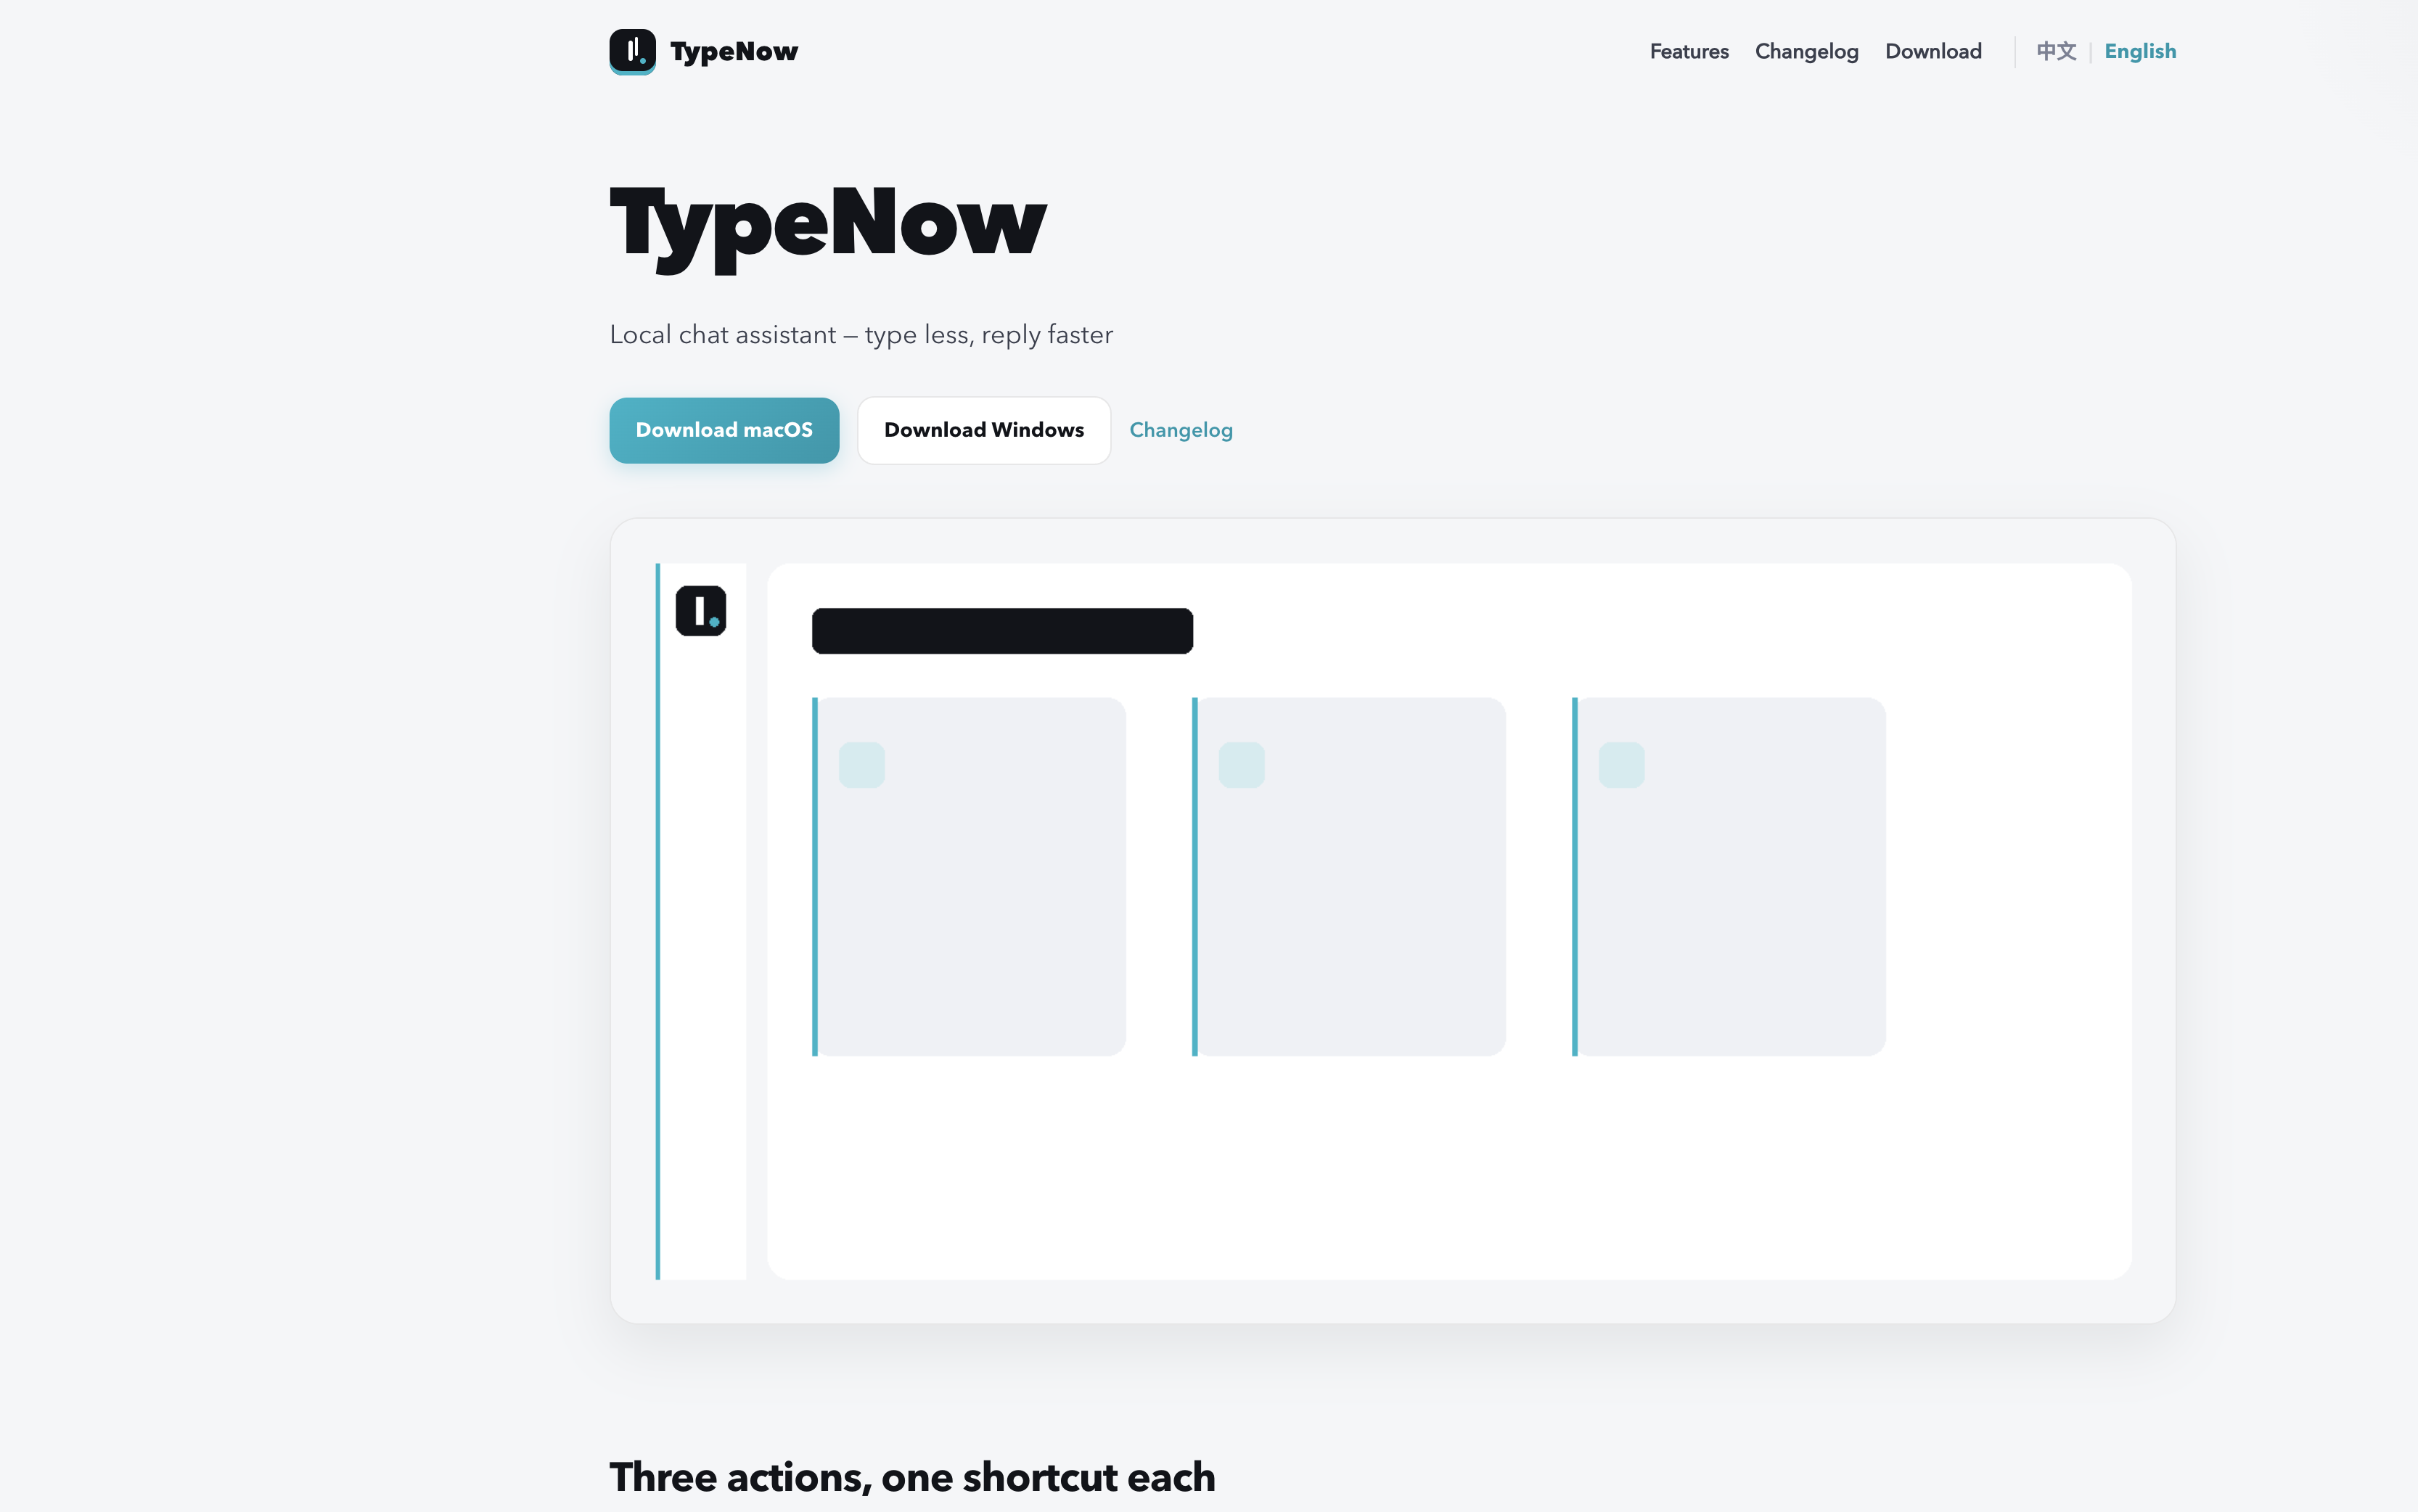 TypeNow
Features Changelog Download 中文 English
TypeNow
Local chat assistant – type less, reply faster
Download macOS Download Windows Changelog
Three actions, one shortcut each